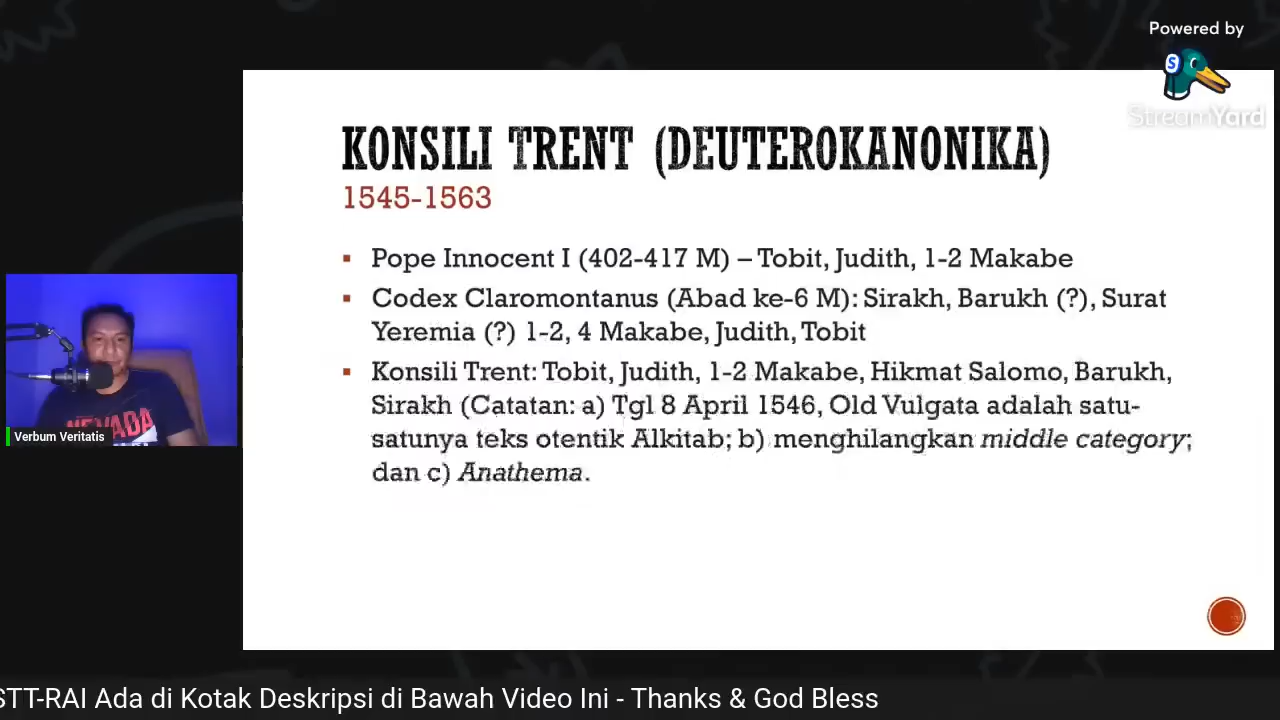 Powered by
StreamYard
KONSILI TRENT (DEUTEROKANONIKA)
1545-1563
▪ Pope Innocent I (402-417 M) – Tobit, Judith, 1-2 Makabe
▪ Codex Claromontanus (Abad ke-6 M): Sirakh, Barukh (?), Surat
Yeremia (?) 1-2, 4 Makabe, Judith, Tobit
▪ Konsili Trent: Tobit, Judith, 1-2 Makabe, Hikmat Salomo, Barukh,
Sirakh (Catatan: a) Tgl 8 April 1546, Old Vulgata adalah satu-
satunya teks otentik Alkitab; b) menghilangkan middle category;
dan c) Anathema.
NEVADA
Verbum Veritatis
STT-RAI Ada di Kotak Deskripsi di Bawah Video Ini - Thanks & God Bless